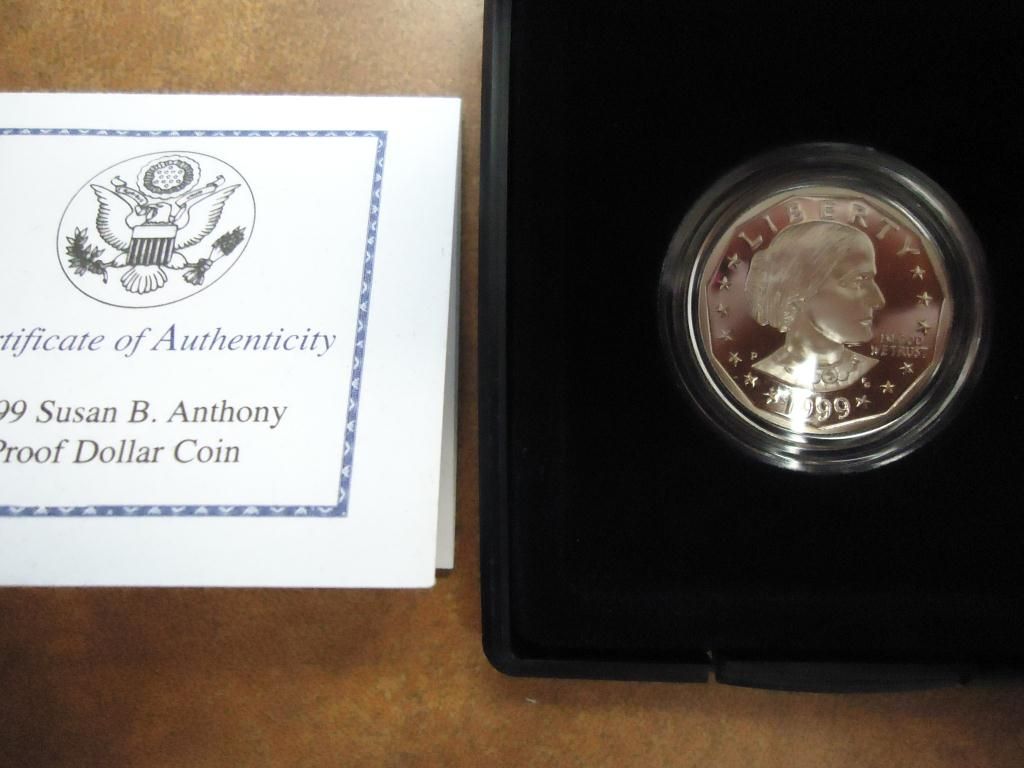 rtificate of Authenticity
99 Susan B. Anthony
Proof Dollar Coin
LIBERTY
IN GOD
WE TRUST
P
1999